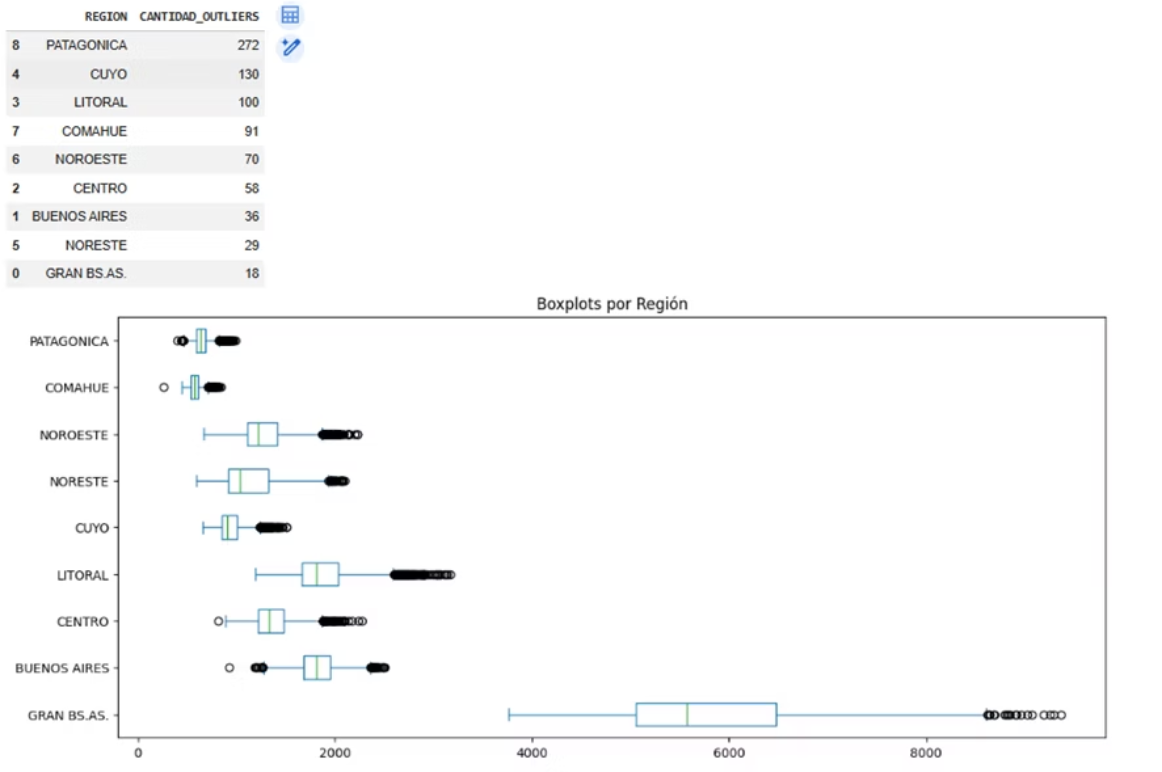 REGION CANTIDAD_OUTLIERS
8 PATAGONICA 272
4 CUYO 130
3 LITORAL 100
7 COMAHUE 91
6 NOROESTE 70
2 CENTRO 58
1 BUENOS AIRES 36
5 NORESTE 29
0 GRAN BS.AS. 18
Boxplots por Región
PATAGONICA
COMAHUE
NOROESTE
NORESTE
CUYO
LITORAL
CENTRO
BUENOS AIRES
GRAN BS.AS.
0 2000 4000 6000 8000